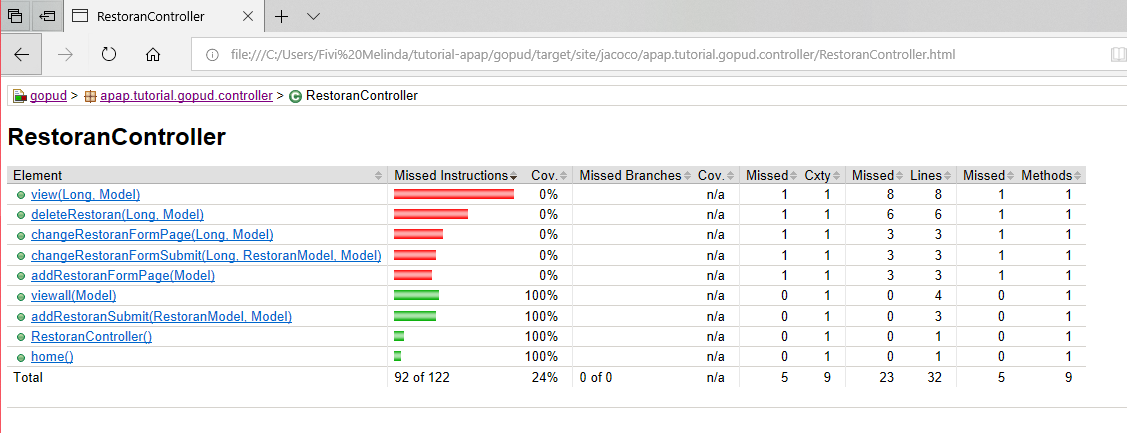 RestoranController
file:///C:/Users/Fivi%20Melinda/tutorial-apap/gopud/target/site/jacoco/apap.tutorial.gopud.controller/RestoranController.html
gopud > apap.tutorial.gopud.controller > RestoranController
RestoranController
Element Missed Instructions Cov. Missed Branches Cov. Missed Cxty Missed Lines Missed Methods
view(Long, Model) 0% n/a 1 1 8 8 1 1
deleteRestoran(Long, Model) 0% n/a 1 1 6 6 1 1
changeRestoranFormPage(Long, Model) 0% n/a 1 1 3 3 1 1
changeRestoranFormSubmit(Long, RestoranModel, Model) 0% n/a 1 1 3 3 1 1
addRestoranFormPage(Model) 0% n/a 1 1 3 3 1 1
viewall(Model) 100% n/a 0 1 0 4 0 1
addRestoranSubmit(RestoranModel, Model) 100% n/a 0 1 0 3 0 1
RestoranController() 100% n/a 0 1 0 1 0 1
home() 100% n/a 0 1 0 1 0 1
Total 92 of 122 24% 0 of 0 n/a 5 9 23 32 5 9